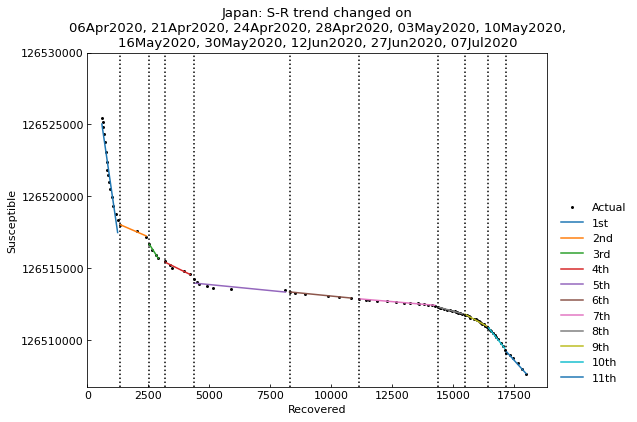 Japan: S-R trend changed on
06Apr2020, 21Apr2020, 24Apr2020, 28Apr2020, 03May2020, 10May2020,
16May2020, 30May2020, 12Jun2020, 27Jun2020, 07Jul2020
126530000
126525000
126520000
126515000
126510000
Susceptible
0
2500
5000
7500
10000
12500
15000
17500
Recovered
Actual
1st
2nd
3rd
4th
5th
6th
7th
8th
9th
10th
11th